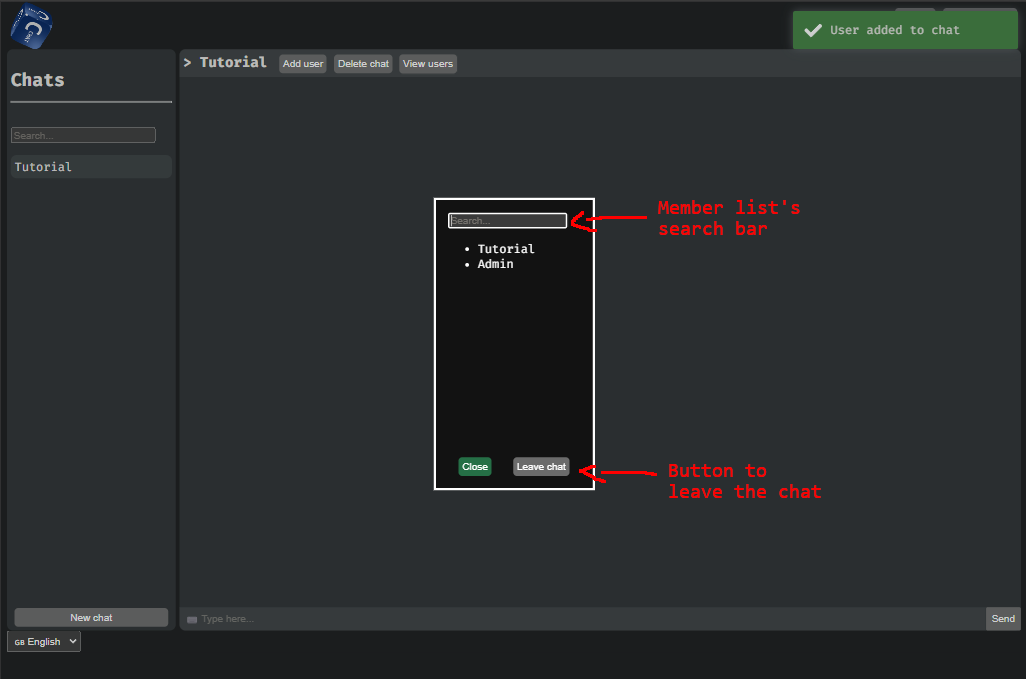 User added to chat
Chats
> Tutorial Add user Delete chat View users
Search...
Tutorial
Search...
Member list's
search bar
Tutorial
Admin
Close Leave chat
Button to
leave the chat
New chat
Type here...
Send
GB English